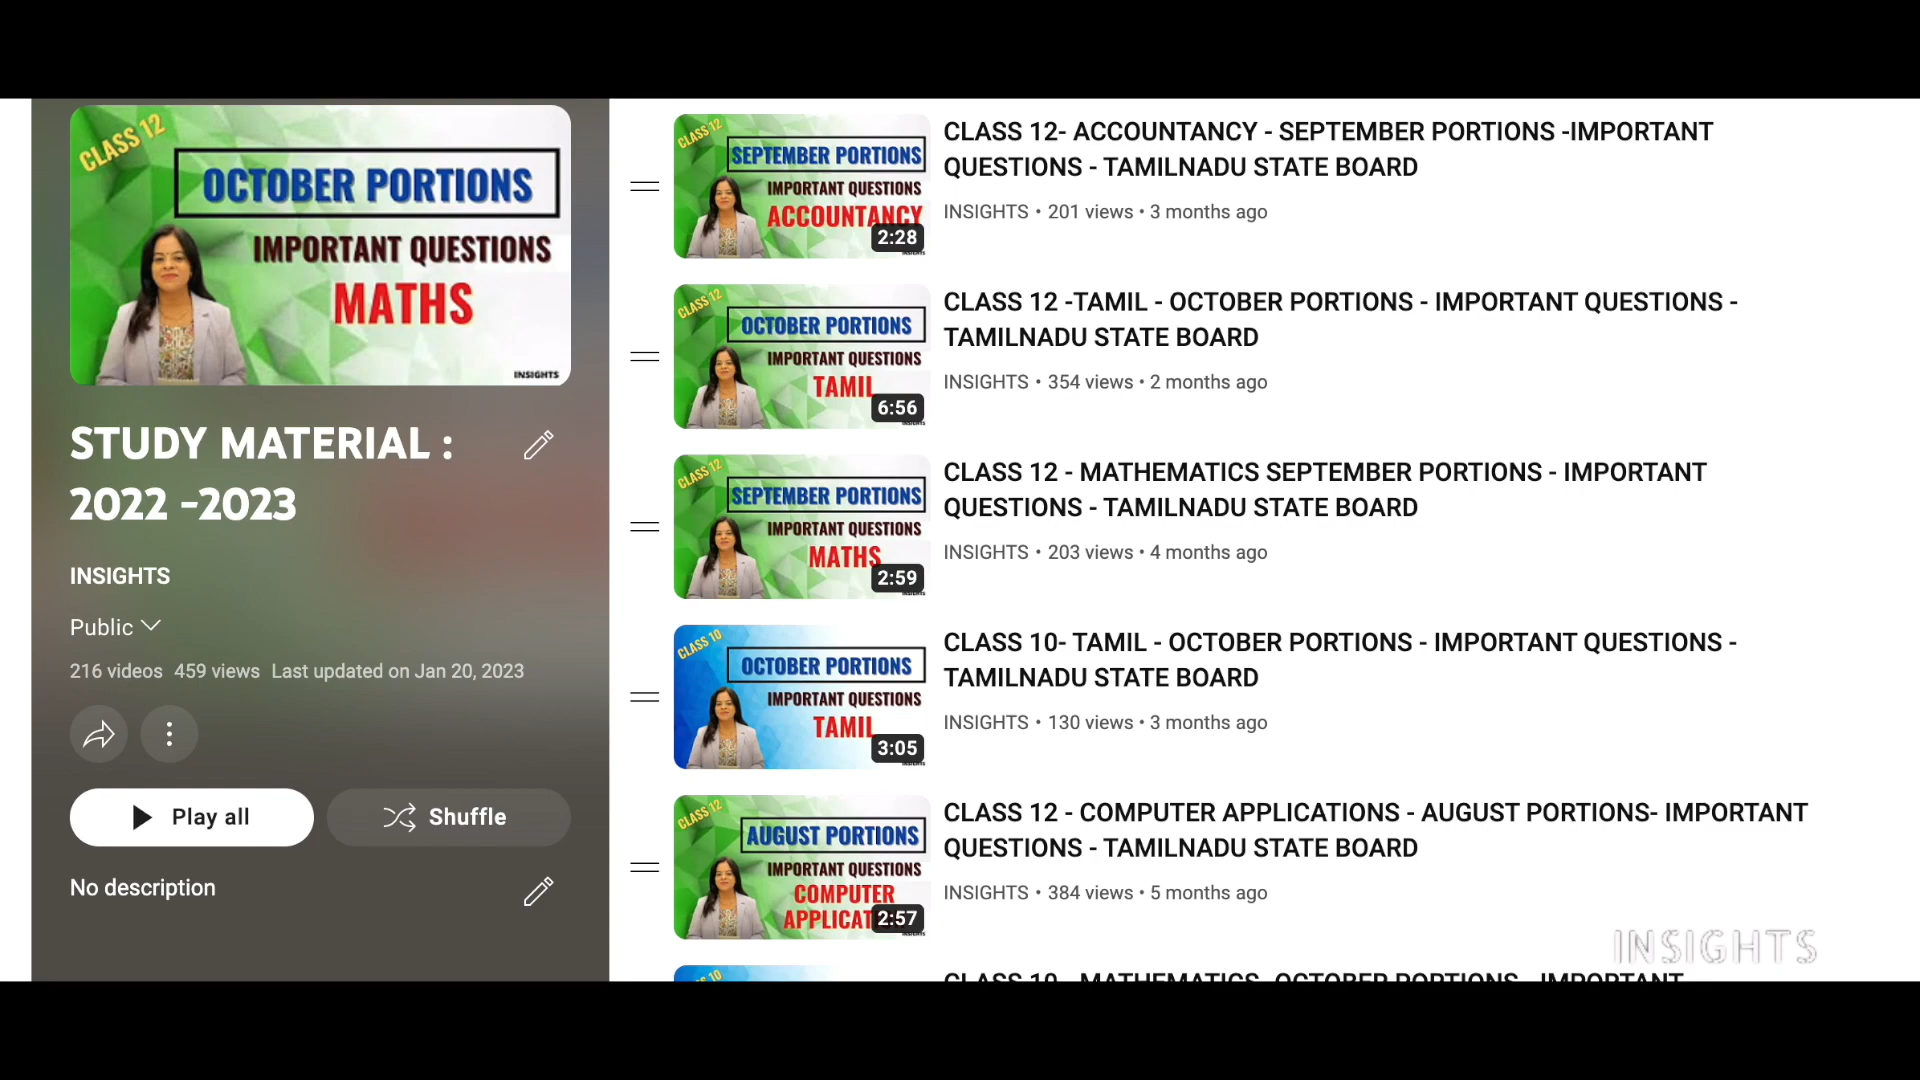 CLASS 12
OCTOBER PORTIONS
IMPORTANT QUESTIONS
MATHS
INSIGHTS
STUDY MATERIAL :
2022 -2023
INSIGHTS
Public
216 videos 459 views Last updated on Jan 20, 2023
Play all
Shuffle
No description
CLASS 12
SEPTEMBER PORTIONS
IMPORTANT QUESTIONS
ACCOUNTANCY
2:28
CLASS 12- ACCOUNTANCY - SEPTEMBER PORTIONS -IMPORTANT
QUESTIONS - TAMILNADU STATE BOARD
INSIGHTS • 201 views • 3 months ago
CLASS 12
OCTOBER PORTIONS
IMPORTANT QUESTIONS
TAMIL
6:56
CLASS 12 -TAMIL - OCTOBER PORTIONS - IMPORTANT QUESTIONS -
TAMILNADU STATE BOARD
INSIGHTS • 354 views • 2 months ago
CLASS 12
SEPTEMBER PORTIONS
IMPORTANT QUESTIONS
MATHS
2:59
CLASS 12 - MATHEMATICS SEPTEMBER PORTIONS - IMPORTANT
QUESTIONS - TAMILNADU STATE BOARD
INSIGHTS • 203 views • 4 months ago
CLASS 10
OCTOBER PORTIONS
IMPORTANT QUESTIONS
TAMIL
3:05
CLASS 10- TAMIL - OCTOBER PORTIONS - IMPORTANT QUESTIONS -
TAMILNADU STATE BOARD
INSIGHTS • 130 views • 3 months ago
CLASS 12
AUGUST PORTIONS
IMPORTANT QUESTIONS
COMPUTER
APPLICAT
2:57
CLASS 12 - COMPUTER APPLICATIONS - AUGUST PORTIONS- IMPORTANT
QUESTIONS - TAMILNADU STATE BOARD
INSIGHTS • 384 views • 5 months ago
INSIGHTS
CLASS 10 - MATHEMATICS- OCTOBER PORTIONS - IMPORTANT